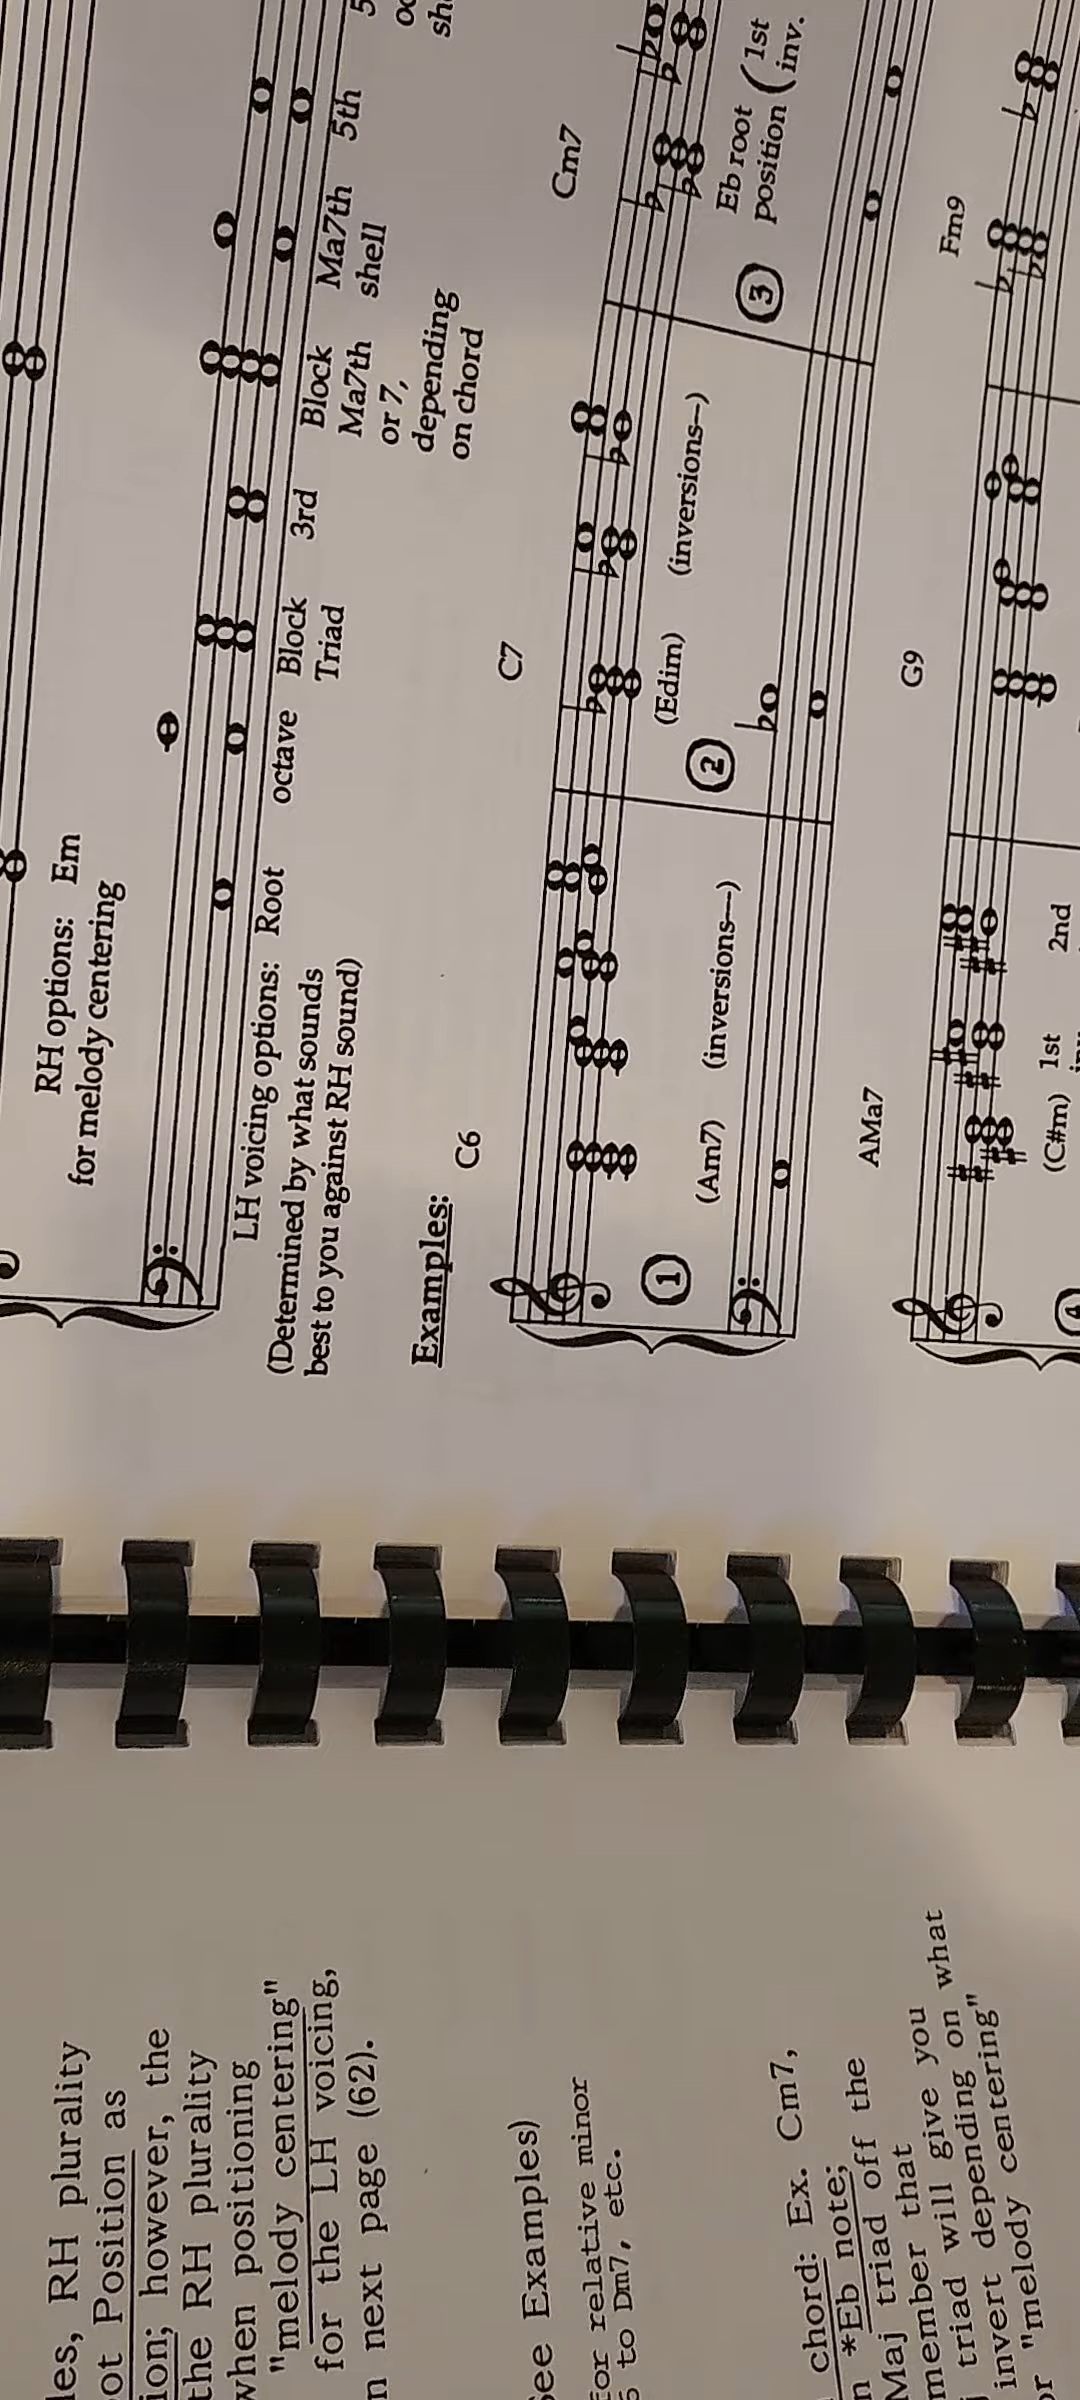 les, RH plurality
ot Position as
ion; however, the
the RH plurality
when positioning
"melody centering"
for the LH voicing,
n next page (62).
See Examples)
for relative minor
to Dm7, etc.
chord: Ex. Cm7,
n *Eb note;
Maj triad off the
member that
triad will give you
invert depending on what
or "melody centering"
RH options: Em
for melody centering
LH voicing options: Root octave Block 3rd Block Ma7th 5th
Triad Ma7th shell
or 7,
depending
on chord
(Determined by what sounds
best to you against RH sound)
Examples:
C6 C7 Cm7
1 (Am7) (inversions---) 2 (Edim) (inversions--) 3 Eb root (1st
position inv.
AMa7 G9 Fm9
4 (C#m) 1st 2nd